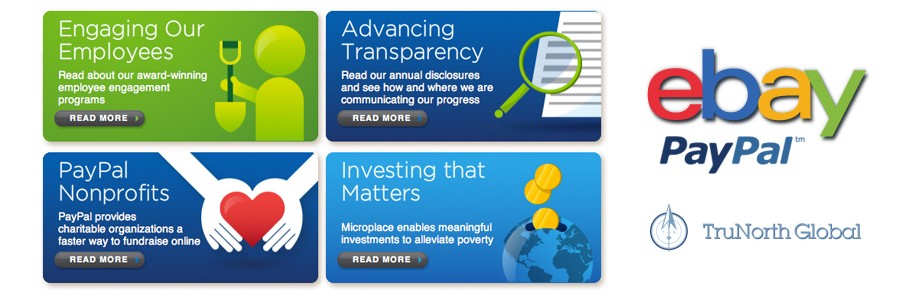 Engaging Our
Employees
Read about our award-winning
employee engagement
programs
READ MORE
Advancing
Transparency
Read our annual disclosures
and see how and where we are
communicating our progress
READ MORE
PayPal
Nonprofits
PayPal provides
charitable organizations a
faster way to fundraise online
READ MORE
Investing that
Matters
Microplace enables meaningful
investments to alleviate poverty
READ MORE
ebay
PayPal™
TruNorth Global